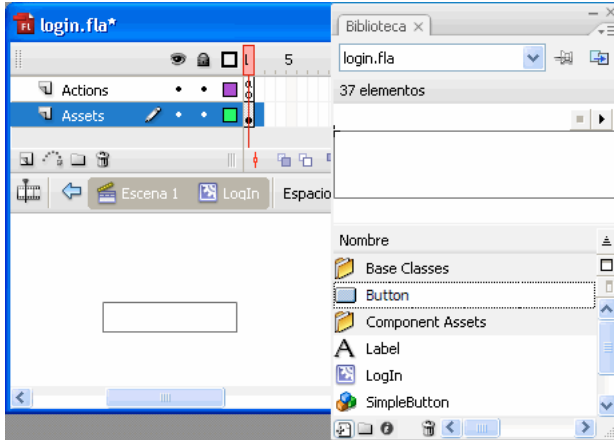 login.fla*
1 5
Actions
Assets
Escena 1 LogIn Espacio
Biblioteca
login.fla
37 elementos
Nombre
Base Classes
Button
Component Assets
A Label
LogIn
SimpleButton